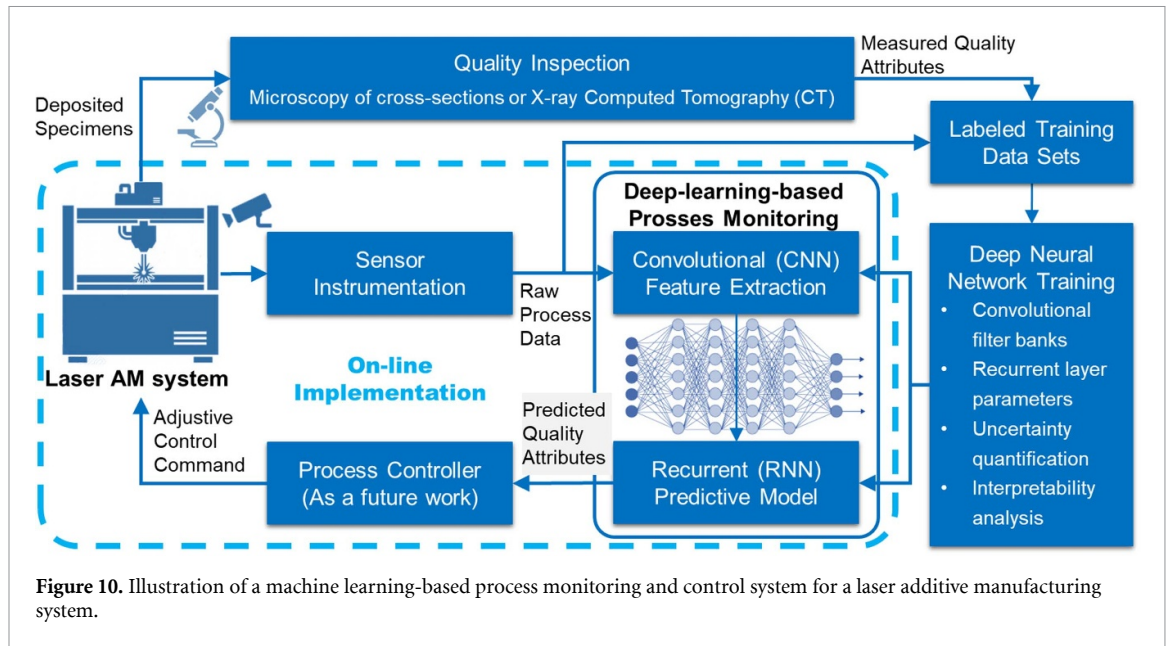 Quality Inspection
Microscopy of cross-sections or X-ray Computed Tomography (CT)
Measured Quality
Attributes
Deposited
Specimens
Labeled Training
Data Sets
Deep-learning-based
Prosses Monitoring
Sensor
Instrumentation
Raw
Process
Data
Convolutional (CNN)
Feature Extraction
Deep Neural
Network Training
• Convolutional
filter banks
• Recurrent layer
parameters
• Uncertainty
quantification
• Interpretability
analysis
Laser AM system
On-line
Implementation
Adjustive
Control
Command
Process Controller
(As a future work)
Predicted
Quality
Attributes
Recurrent (RNN)
Predictive Model
Figure 10. Illustration of a machine learning-based process monitoring and control system for a laser additive manufacturing
system.